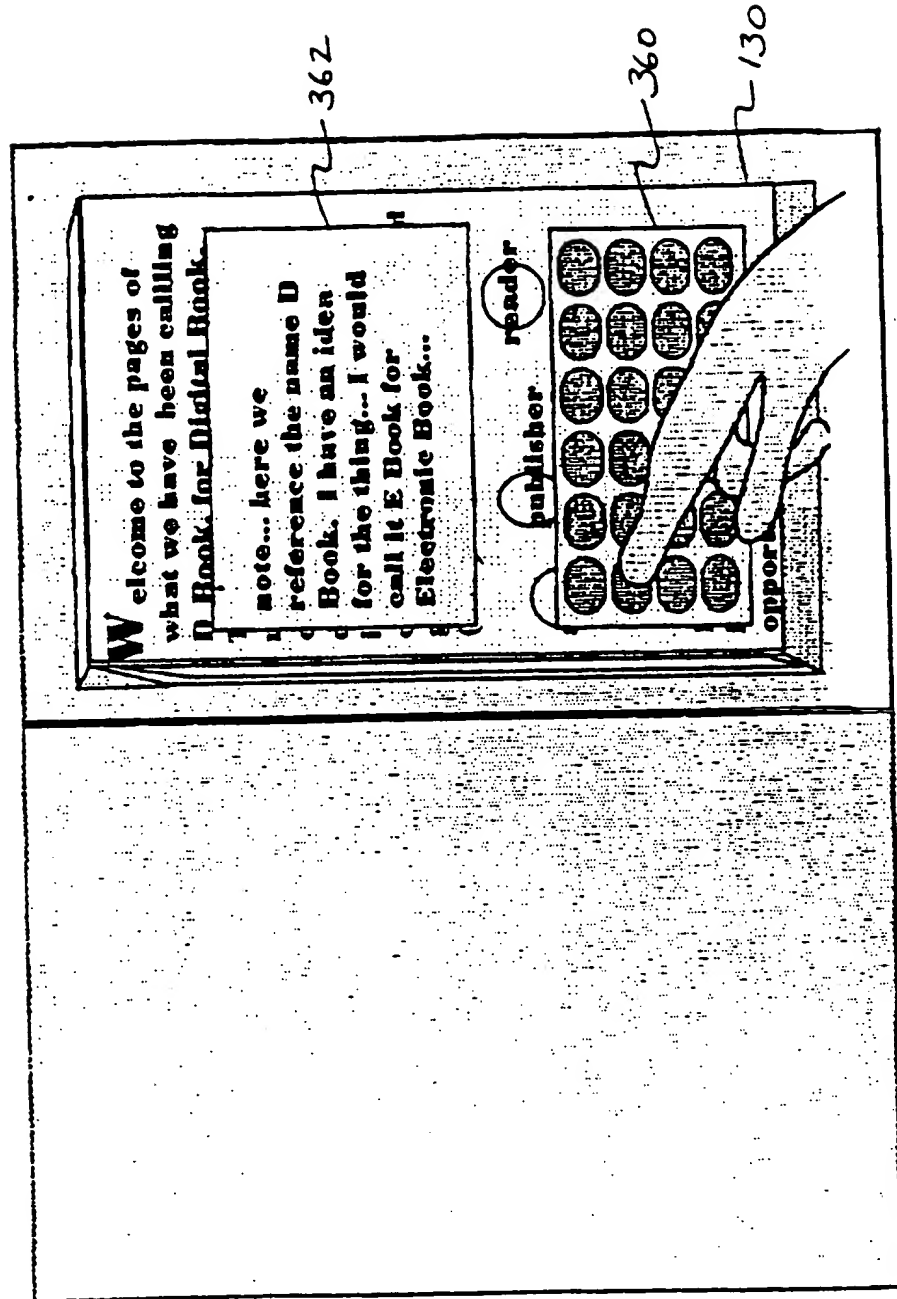 Welcome to the pages of
what we have been callling
D Book, for Digital Book.
note... here we
reference the name D
Book. I have an idea
for the thing... I would
call it E Book for
Electronic Book...
publisher reader
oppor
362
360
130